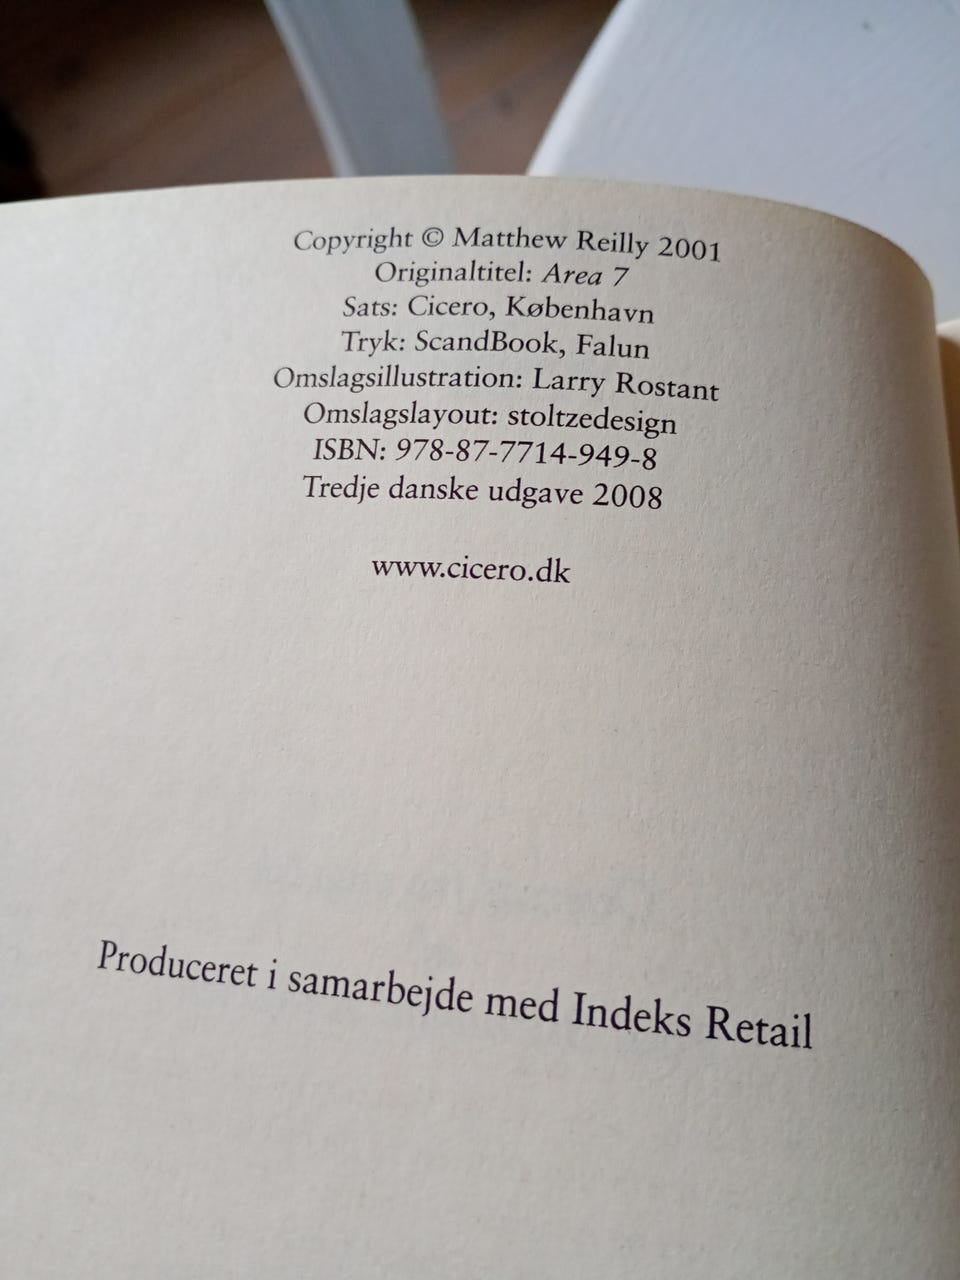 Copyright © Matthew Reilly 2001
Originaltitel: Area 7
Sats: Cicero, København
Tryk: ScandBook, Falun
Omslagsillustration: Larry Rostant
Omslagslayout: stoltzedesign
ISBN: 978-87-7714-949-8
Tredje danske udgave 2008
www.cicero.dk
Produceret i samarbejde med Indeks Retail